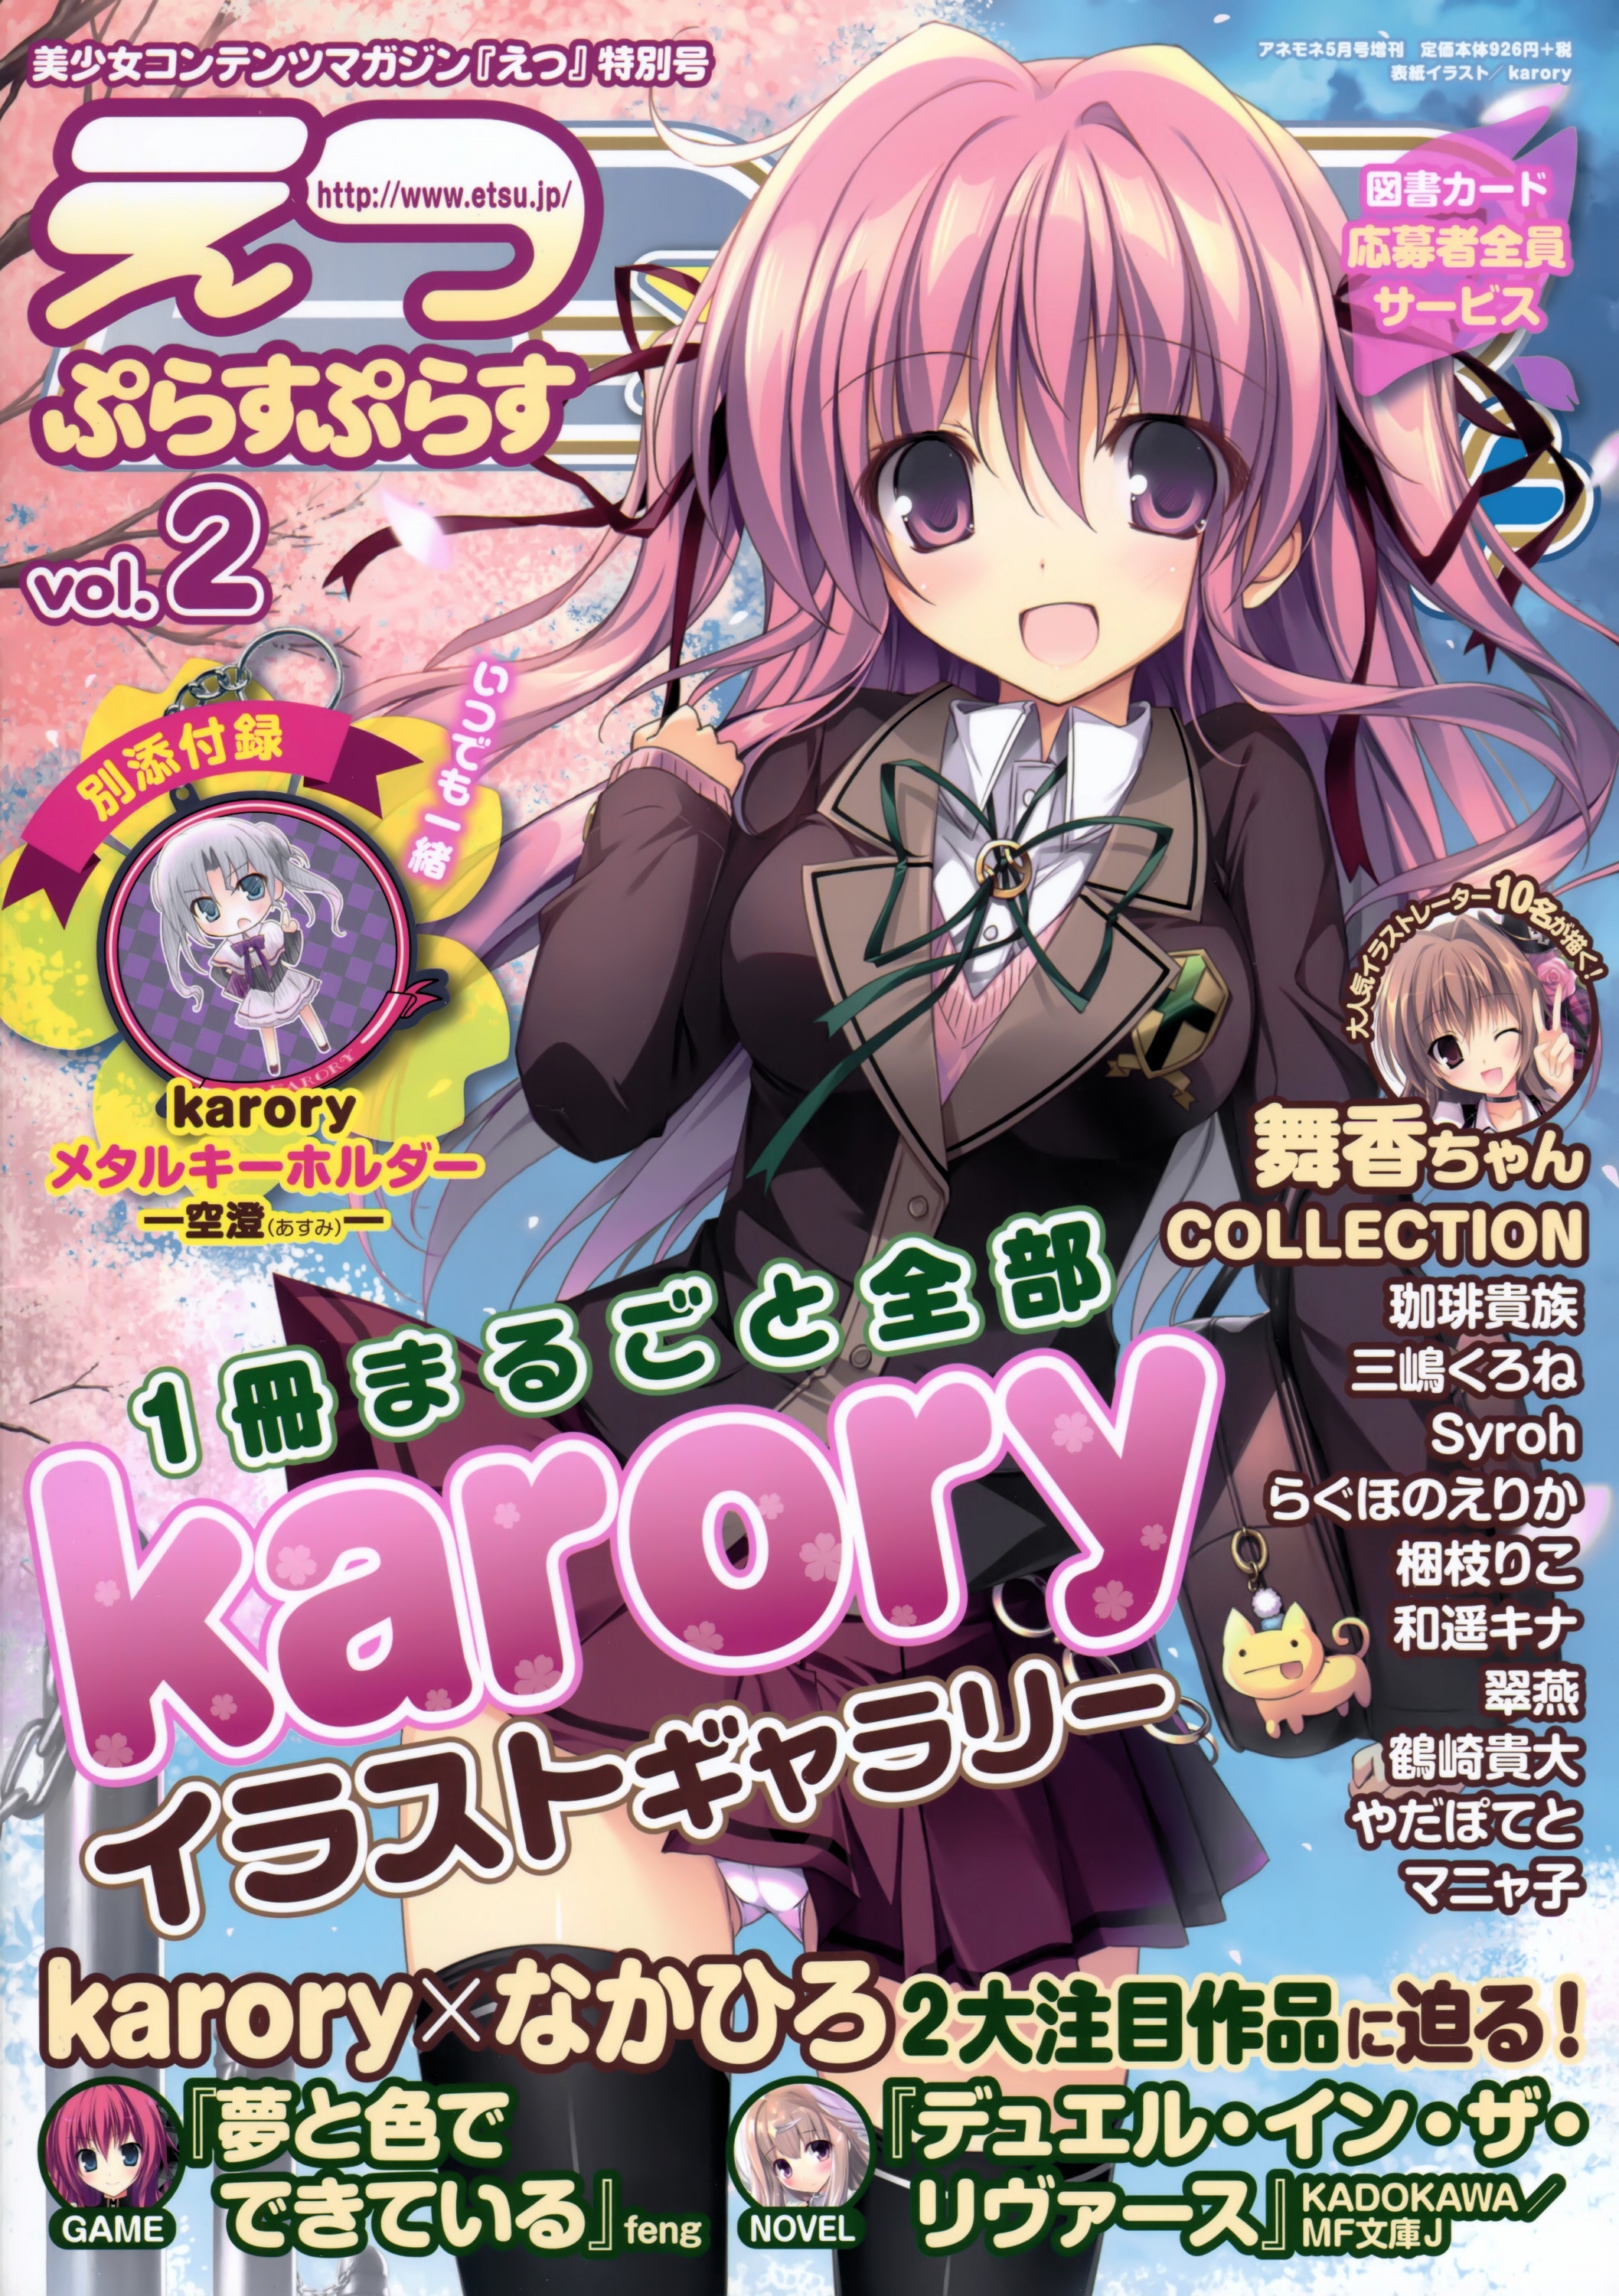 美少女コンテンツマガジン『えつ』特別号
アネモネ5月号増刊 定価本体926円+税
表紙イラスト/karory
えつ
http://www.etsu.jp/
ぷらすぷらす
vol.2
図書カード
応募者全員
サービス
別添付録
いつでも一緒
KARORY
karory
メタルキーホルダー
―空澄(あすみ)―
大人気イラストレーター10名が描く!
舞香ちゃん
COLLECTION
珈琲貴族
三嶋くろね
Syroh
らぐほのえりか
梱枝りこ
和遥キナ
翠燕
鶴崎貴大
やだぽてと
マニャ子
1冊まるごと全部
karory
イラストギャラリー
karory×なかひろ2大注目作品に迫る!
GAME
『夢と色で
できている』feng
NOVEL
『デュエル・イン・ザ・
リヴァース』KADOKAWA/
MF文庫J